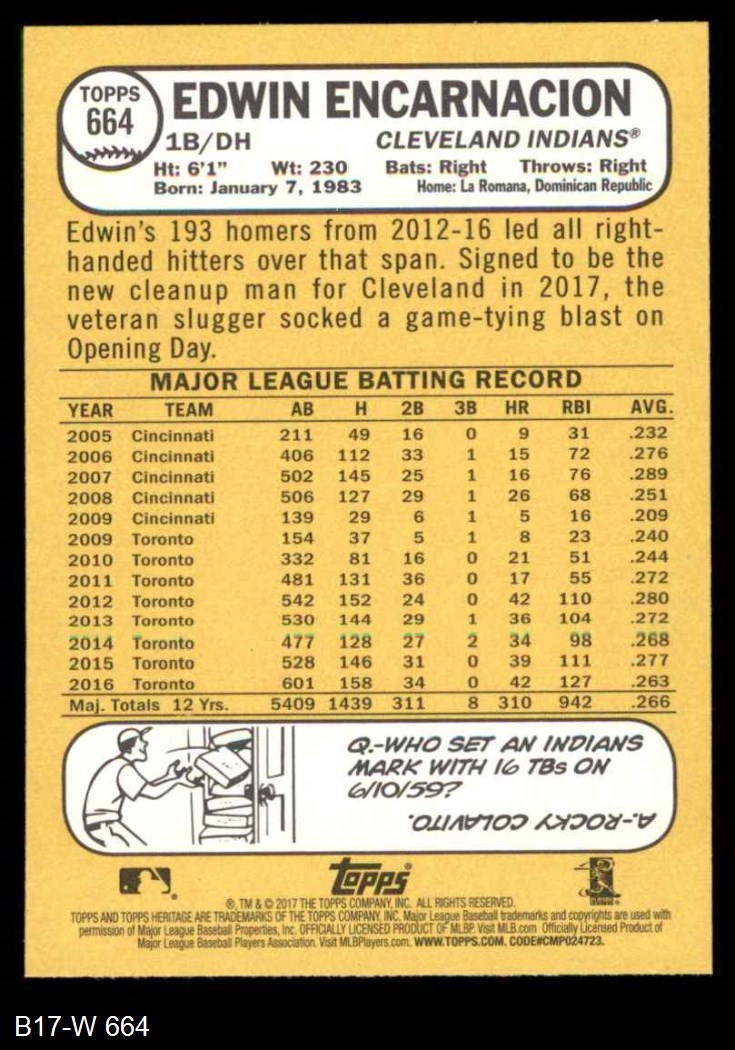 TOPPS
664
EDWIN ENCARNACION
1B/DH CLEVELAND INDIANS®
Ht: 6'1" Wt: 230 Bats: Right Throws: Right
Born: January 7, 1983 Home: La Romana, Dominican Republic
Edwin's 193 homers from 2012-16 led all right-
handed hitters over that span. Signed to be the
new cleanup man for Cleveland in 2017, the
veteran slugger socked a game-tying blast on
Opening Day.
MAJOR LEAGUE BATTING RECORD
YEAR TEAM AB H 2B 3B HR RBI AVG.
2005 Cincinnati 211 49 16 0 9 31 .232
2006 Cincinnati 406 112 33 1 15 72 .276
2007 Cincinnati 502 145 25 1 16 76 .289
2008 Cincinnati 506 127 29 1 26 68 .251
2009 Cincinnati 139 29 6 1 5 16 .209
2009 Toronto 154 37 5 1 8 23 .240
2010 Toronto 332 81 16 0 21 51 .244
2011 Toronto 481 131 36 0 17 55 .272
2012 Toronto 542 152 24 0 42 110 .280
2013 Toronto 530 144 29 1 36 104 .272
2014 Toronto 477 128 27 2 34 98 .268
2015 Toronto 528 146 31 0 39 111 .277
2016 Toronto 601 158 34 0 42 127 .263
Maj. Totals 12 Yrs. 5409 1439 311 8 310 942 .266
Q.-WHO SET AN INDIANS
MARK WITH 16 TBs ON
6/10/59?
A.-ROCKY COLAVITO.
Topps®
®, TM & © 2017 THE TOPPS COMPANY, INC. ALL RIGHTS RESERVED.
TOPPS AND TOPPS HERITAGE ARE TRADEMARKS OF THE TOPPS COMPANY, INC. Major League Baseball trademarks and copyrights are used with
permission of Major League Baseball Properties, Inc. OFFICIALLY LICENSED PRODUCT OF MLBP. Visit MLB.com Officially Licensed Product of
Major League Baseball Players Association. Visit MLBPlayers.com. WWW.TOPPS.COM. CODE#CMP024723.
B17-W 664